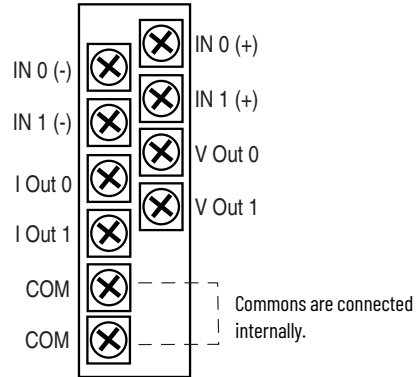 IN 0 (+)
IN 0 (-)
IN 1 (+)
IN 1 (-)
V Out 0
I Out 0
V Out 1
I Out 1
COM
Commons are connected
internally.
COM